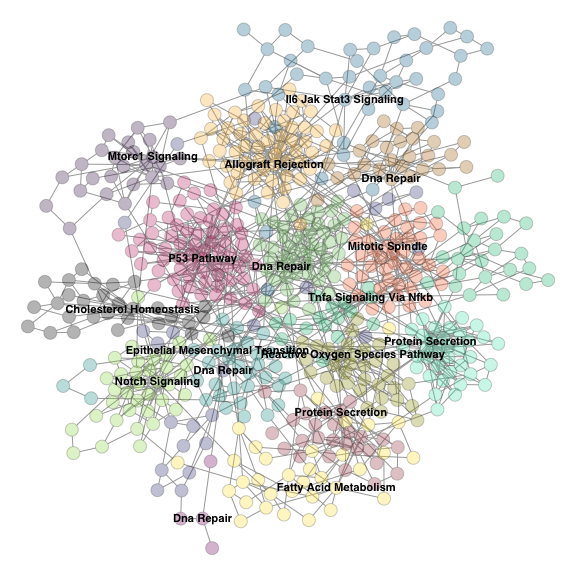 Il6 Jak Stat3 Signaling
Mtorc1 Signaling
Allograft Rejection
Dna Repair
Mitotic Spindle
P53 Pathway
Dna Repair
Tnfa Signaling Via Nfkb
Cholesterol Homeostasis
Protein Secretion
Epithelial Mesenchymal Transition
Reactive Oxygen Species Pathway
Dna Repair
Notch Signaling
Protein Secretion
Fatty Acid Metabolism
Dna Repair